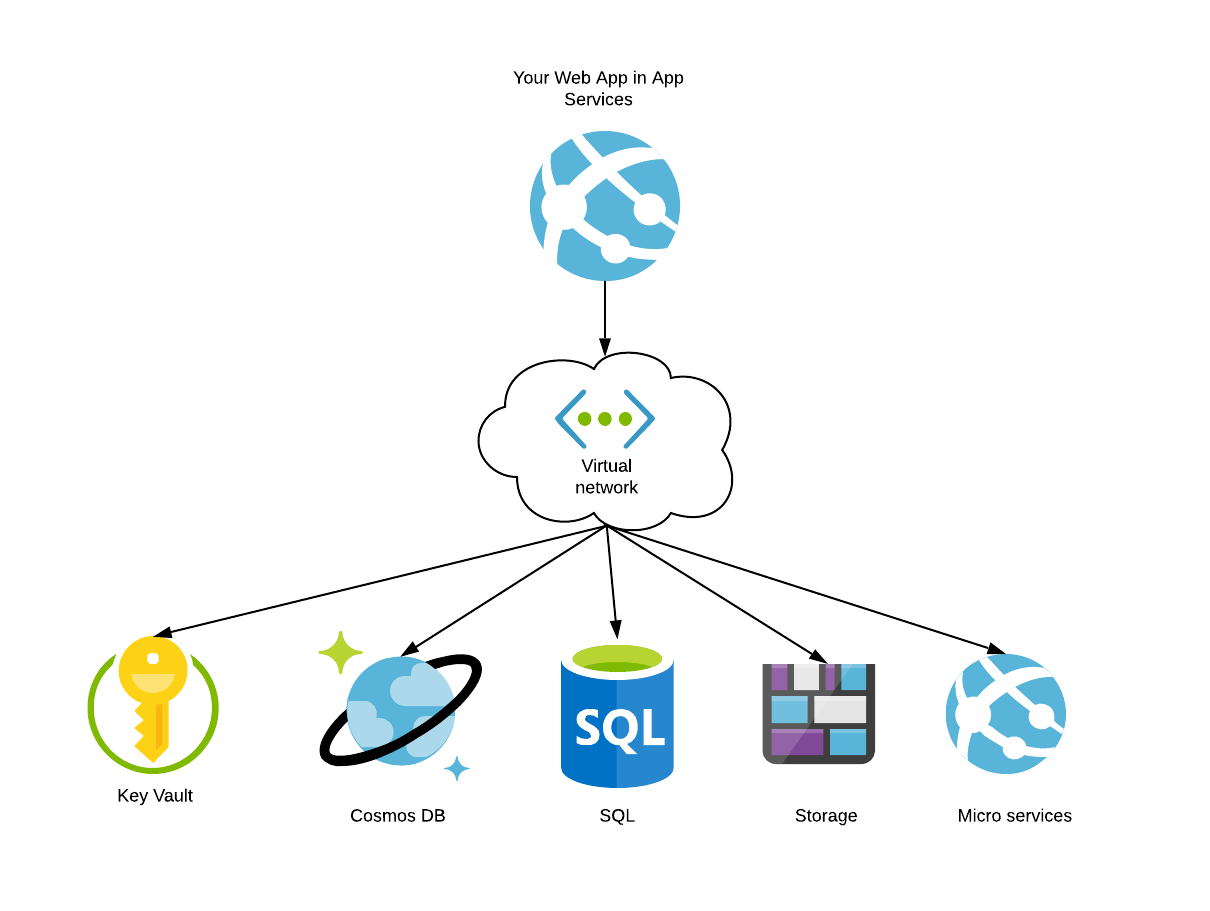 Your Web App in App
Services
Virtual
network
SQL
Key Vault
Cosmos DB
SQL
Storage
Micro services